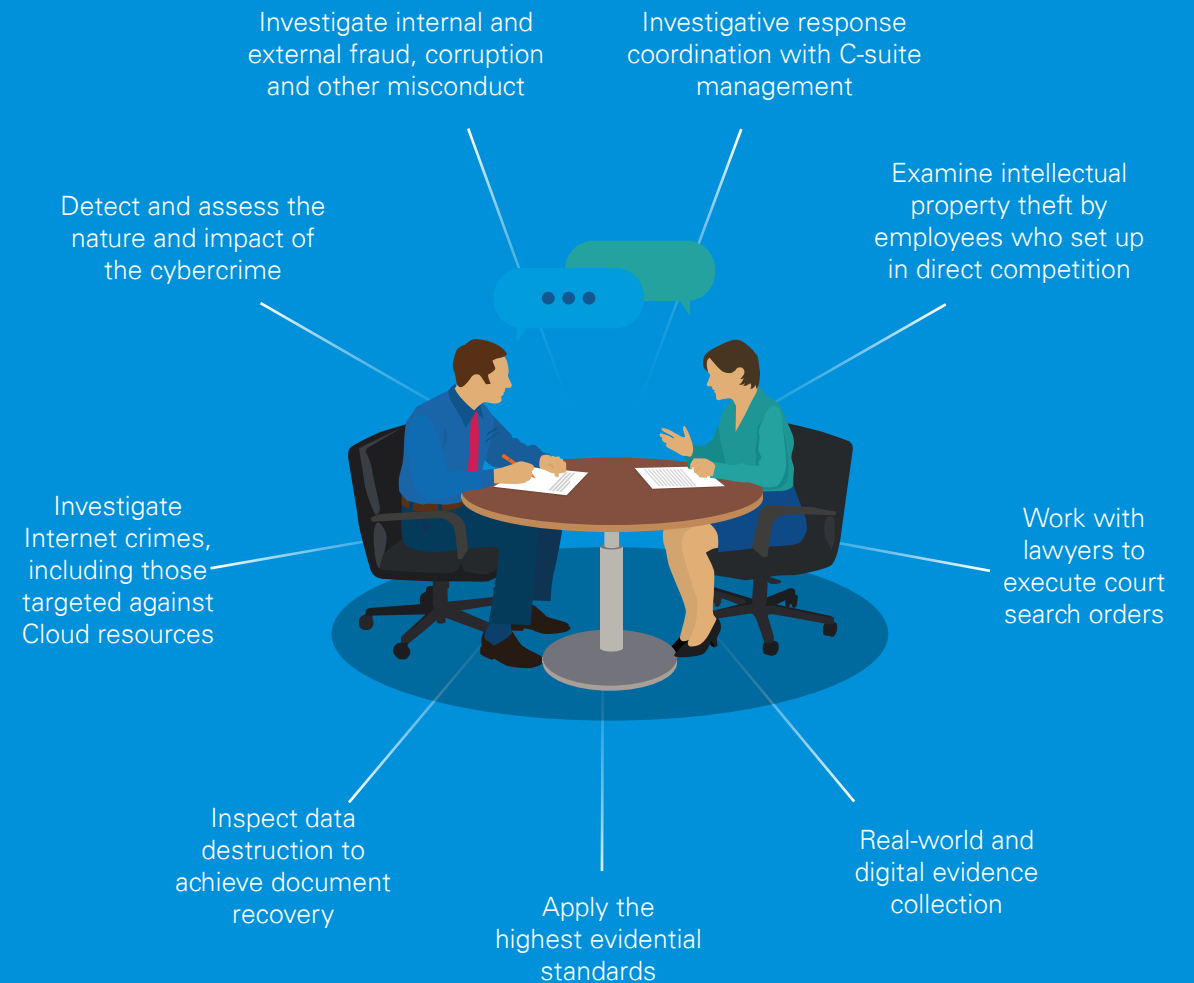 Investigate internal and
external fraud, corruption
and other misconduct
Investigative response
coordination with C-suite
management
Detect and assess the
nature and impact of
the cybercrime
Examine intellectual
property theft by
employees who set up
in direct competition
Investigate
Internet crimes,
including those
targeted against
Cloud resources
Work with
lawyers to
execute court
search orders
Inspect data
destruction to
achieve document
recovery
Apply the
highest evidential
standards
Real-world and
digital evidence
collection